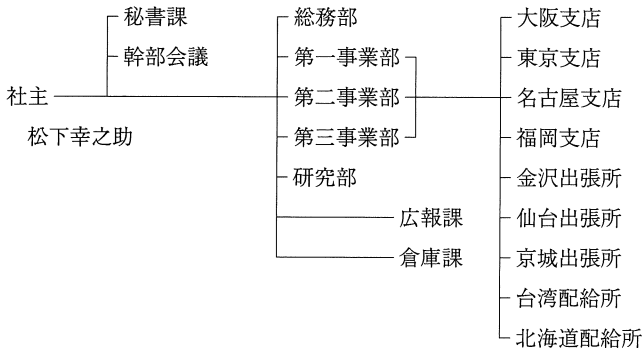 社主
松下幸之助
秘書課
幹部会議
総務部
第一事業部
第二事業部
第三事業部
研究部
広報課
倉庫課
大阪支店
東京支店
名古屋支店
福岡支店
金沢出張所
仙台出張所
京城出張所
台湾配給所
北海道配給所